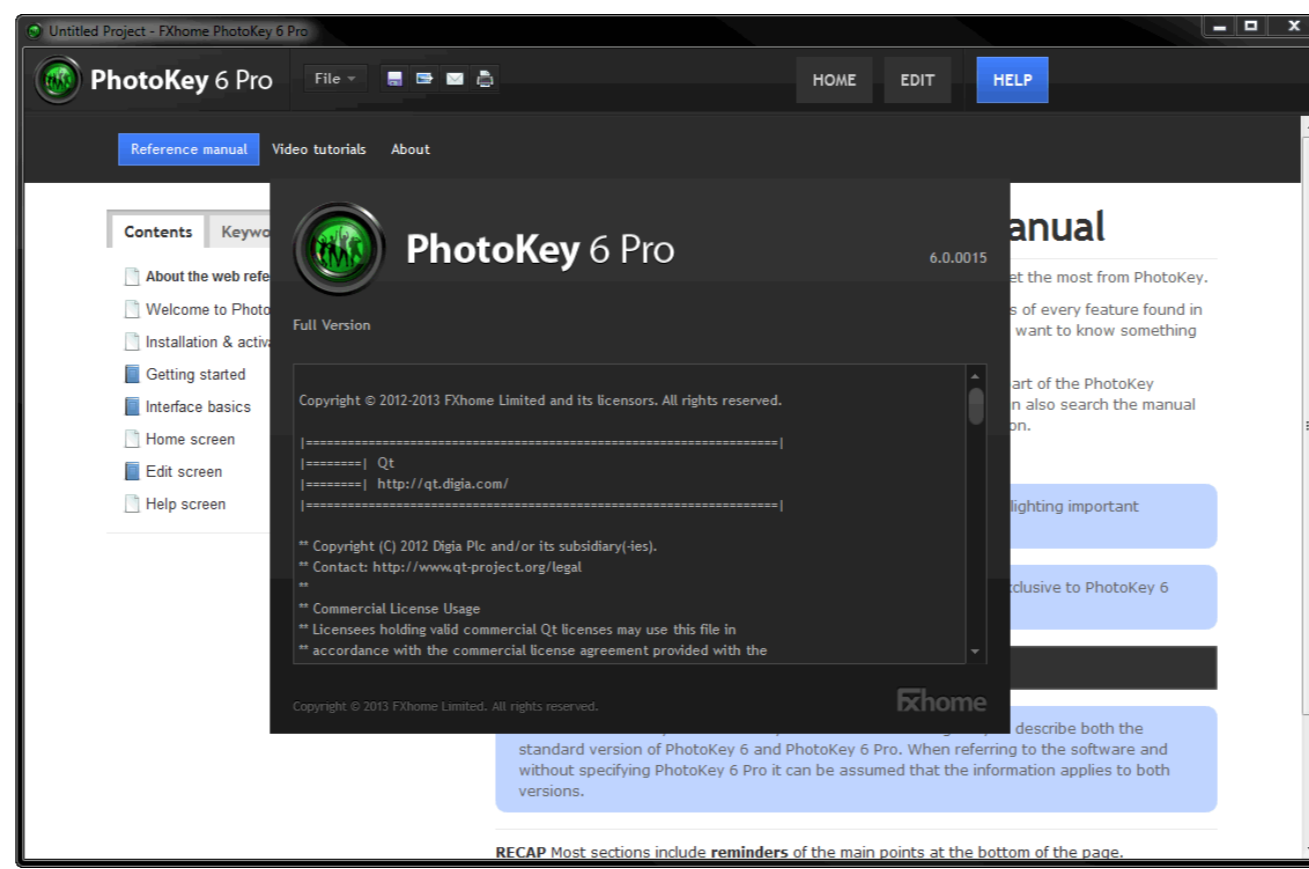 Untitled Project - FXhome PhotoKey 6 Pro
PhotoKey 6 Pro
File
HOME
EDIT
HELP
Reference manual
Video tutorials
About
Contents
About the web
Welcome to
Installation &
Getting started
Interface basics
Home screen
Edit screen
Help screen
PhotoKey 6 Pro
6.0.0015
Full Version
Copyright © 2012-2013 FXhome Limited and its licensors. All rights reserved.
|====================================================================|
|========| Qt
|========| http://qt.digia.com/
|====================================================================|
** Copyright (C) 2012 Digia Plc and/or its subsidiary(-ies).
** Contact: http://www.qt-project.org/legal
**
** Commercial License Usage
** Licensees holding valid commercial Qt licenses may use this file in
** accordance with the commercial license agreement provided with the
Copyright © 2013 FXhome Limited. All rights reserved.
FXhome
the most from PhotoKey.
of every feature found in
want to know something
of the PhotoKey
also search the manual
important
to PhotoKey 6
describe both the
standard version of PhotoKey 6 and PhotoKey 6 Pro. When referring to the software and
without specifying PhotoKey 6 Pro it can be assumed that the information applies to both
versions.
RECAP Most sections include reminders of the main points at the bottom of the page.